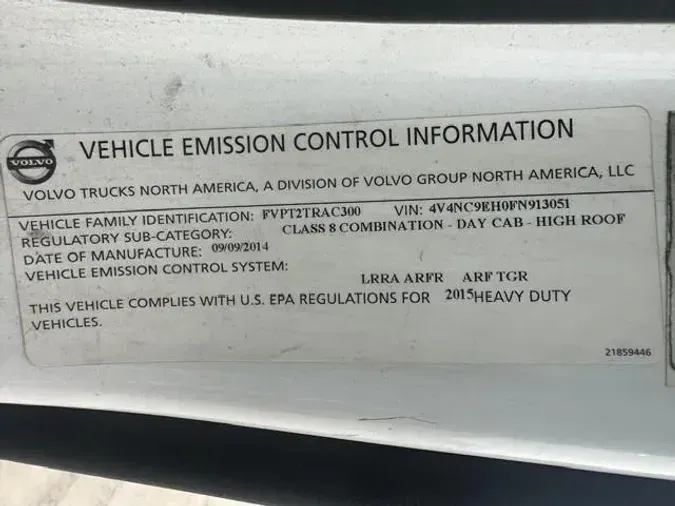 VOLVO
VEHICLE EMISSION CONTROL INFORMATION
VOLVO TRUCKS NORTH AMERICA, A DIVISION OF VOLVO GROUP NORTH AMERICA, LLC
VEHICLE FAMILY IDENTIFICATION: FVPT2TRAC300 VIN: 4V4NC9EH0FN913051
REGULATORY SUB-CATEGORY: CLASS 8 COMBINATION - DAY CAB - HIGH ROOF
DATE OF MANUFACTURE: 09/09/2014
VEHICLE EMISSION CONTROL SYSTEM:
LRRA ARFR ARF TGR
THIS VEHICLE COMPLIES WITH U.S. EPA REGULATIONS FOR 2015HEAVY DUTY
VEHICLES.
21859446